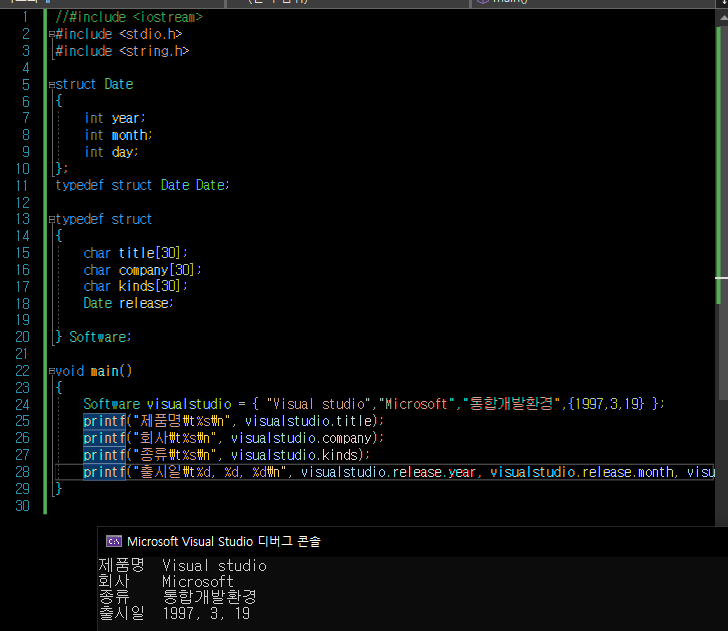 main()
1 //#include <iostream>
2 #include <stdio.h>
3 #include <string.h>
4
5 struct Date
6 {
7 int year;
8 int month;
9 int day;
10 };
11 typedef struct Date Date;
12
13 typedef struct
14 {
15 char title[30];
16 char company[30];
17 char kinds[30];
18 Date release;
19
20 } Software;
21
22 void main()
23 {
24 Software visualstudio = { "Visual studio","Microsoft","통합개발환경",{1997,3,19} };
25 printf("제품명₩t%s₩n", visualstudio.title);
26 printf("회사₩t%s₩n", visualstudio.company);
27 printf("종류₩t%s₩n", visualstudio.kinds);
28 printf("출시일₩t%d, %d, %d₩n", visualstudio.release.year, visualstudio.release.month, visu
29 }
30
C:\ Microsoft Visual Studio 디버그 콘솔
제품명 Visual studio
회사 Microsoft
종류 통합개발환경
출시일 1997, 3, 19